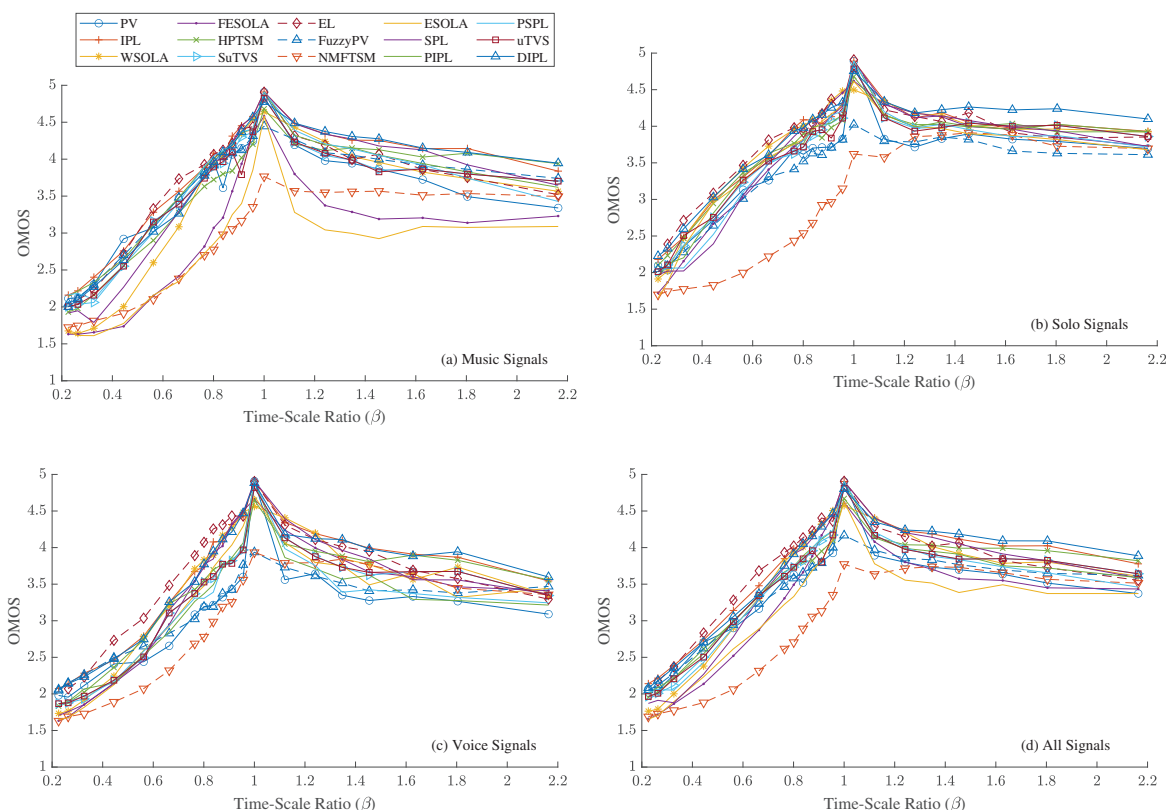 PV FESOLA EL ESOLA PSPL
IPL HPTSM FuzzyPV SPL uTVS
WSOLA SuTVS NMFTSM PIPL DIPL
5
4.5
4
3.5
3
2.5
2
1.5
1
OMOS
(a) Music Signals
0.2 0.4 0.6 0.8 1 1.2 1.4 1.6 1.8 2 2.2
Time-Scale Ratio (β)
5
4.5
4
3.5
3
2.5
2
1.5
1
OMOS
(b) Solo Signals
0.2 0.4 0.6 0.8 1 1.2 1.4 1.6 1.8 2 2.2
Time-Scale Ratio (β)
5
4.5
4
3.5
3
2.5
2
1.5
1
OMOS
(c) Voice Signals
0.2 0.4 0.6 0.8 1 1.2 1.4 1.6 1.8 2 2.2
Time-Scale Ratio (β)
5
4.5
4
3.5
3
2.5
2
1.5
1
OMOS
(d) All Signals
0.2 0.4 0.6 0.8 1 1.2 1.4 1.6 1.8 2 2.2
Time-Scale Ratio (β)